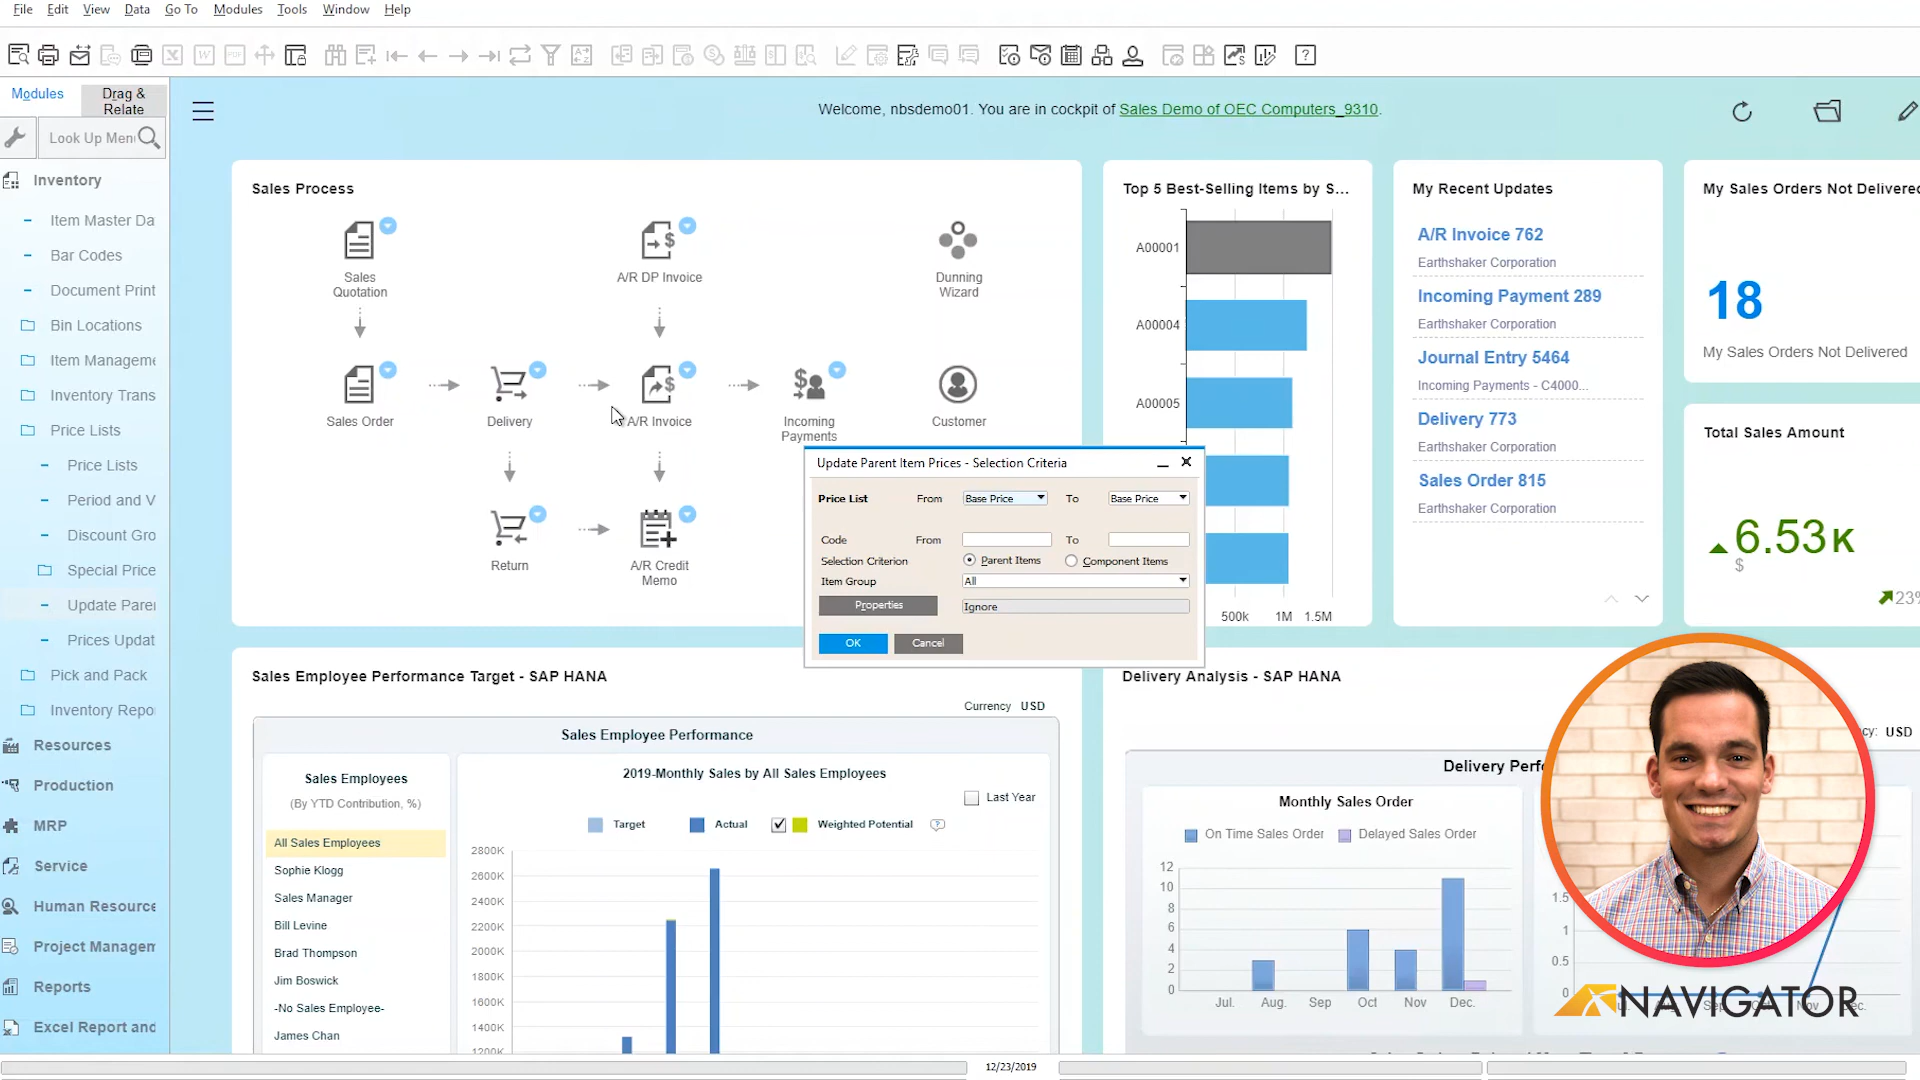 File Edit View Data Go To Modules Tools Window Help
Modules
Drag &
Relate
Look Up Men
Welcome, nbsdemo01. You are in cockpit of Sales Demo of OEC Computers_9310.
Inventory
Item Master Da
Bar Codes
Document Print
Bin Locations
Item Manageme
Inventory Trans
Price Lists
Price Lists
Period and V
Discount Gro
Special Price
Update Pare
Prices Updat
Pick and Pack
Inventory Repo
Resources
Production
MRP
Service
Human Resource
Project Managem
Reports
Excel Report and
Sales Process
Sales
Quotation
A/R DP Invoice
Dunning
Wizard
Sales Order
Delivery
A/R Invoice
Incoming
Payments
Customer
Return
A/R Credit
Memo
Top 5 Best-Selling Items by S...
A00001
A00004
A00005
500k 1M 1.5M
My Recent Updates
A/R Invoice 762
Earthshaker Corporation
Incoming Payment 289
Earthshaker Corporation
Journal Entry 5464
Incoming Payments - C4000...
Delivery 773
Earthshaker Corporation
Sales Order 815
Earthshaker Corporation
My Sales Orders Not Delivered
18
My Sales Orders Not Delivered
Total Sales Amount
6.53K
$
23%
Update Parent Item Prices - Selection Criteria
Price List From Base Price To Base Price
Code From To
Selection Criterion Parent Items Component Items
Item Group All
Properties Ignore
OK Cancel
Sales Employee Performance Target - SAP HANA
Currency USD
Sales Employee Performance
Sales Employees
(By YTD Contribution, %)
All Sales Employees
Sophie Klogg
Sales Manager
Bill Levine
Brad Thompson
Jim Boswick
-No Sales Employee-
James Chan
2019-Monthly Sales by All Sales Employees
Last Year
Target Actual Weighted Potential
2800K
2600K
2400K
2200K
2000K
1800K
1600K
1400K
1200K
Delivery Analysis - SAP HANA
cy: USD
Delivery Perfo
Monthly Sales Order
On Time Sales Order Delayed Sales Order
12
10
8
6
4
2
0
Jul. Aug. Sep Oct Nov Dec.
1.5
1
0.5
0
NAVIGATOR
12/23/2019